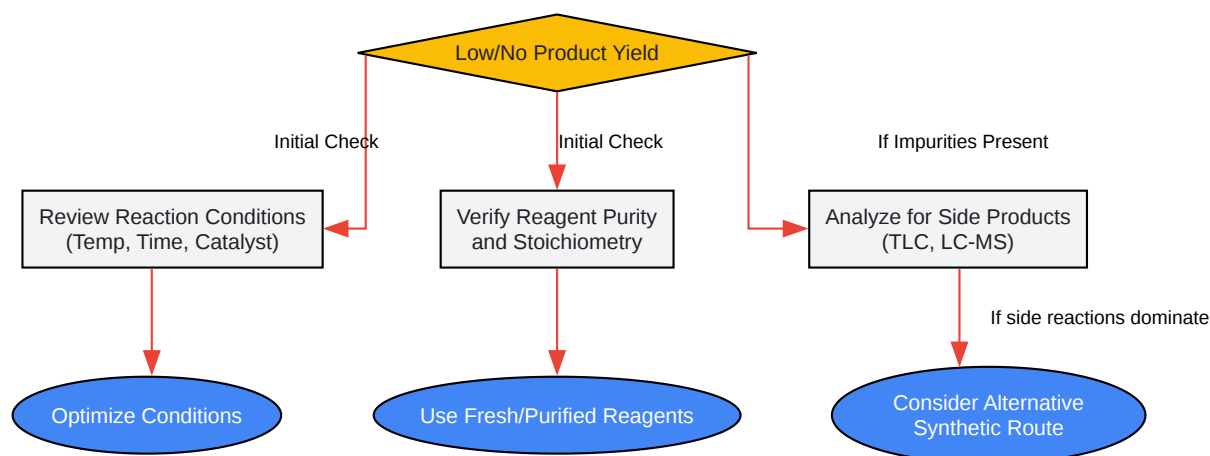 Low/No Product Yield
Initial Check
Initial Check
If Impurities Present
Review Reaction Conditions
(Temp, Time, Catalyst)
Verify Reagent Purity
and Stoichiometry
Analyze for Side Products
(TLC, LC-MS)
If side reactions dominate
Optimize Conditions
Use Fresh/Purified Reagents
Consider Alternative
Synthetic Route